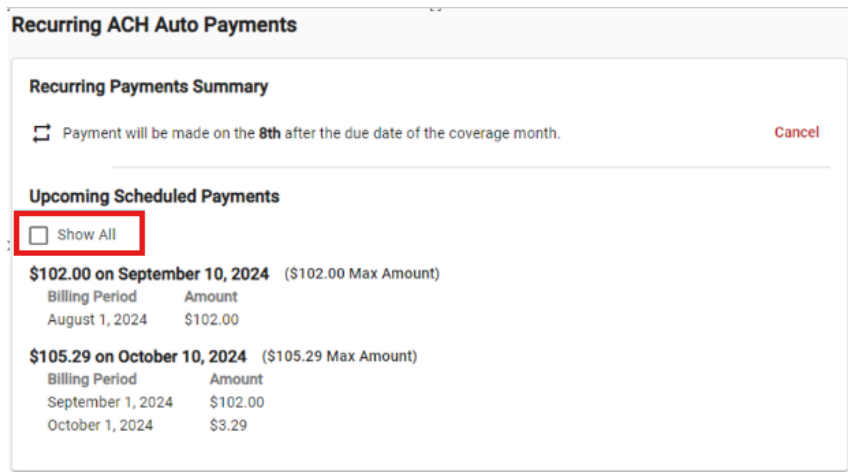 Recurring ACH Auto Payments
Recurring Payments Summary
Payment will be made on the 8th after the due date of the coverage month. Cancel
Upcoming Scheduled Payments
Show All
$102.00 on September 10, 2024 ($102.00 Max Amount)
Billing Period Amount
August 1, 2024 $102.00
$105.29 on October 10, 2024 ($105.29 Max Amount)
Billing Period Amount
September 1, 2024 $102.00
October 1, 2024 $3.29